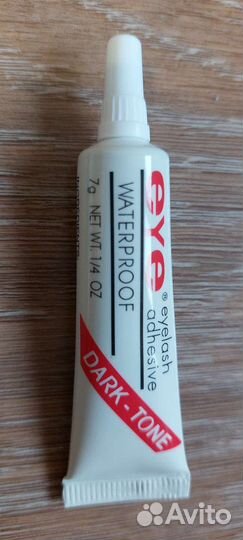 eye®
eyelash
adhesive
WATERPROOF
7g NET WT. 1/4 OZ
DARK - TONE
Avito